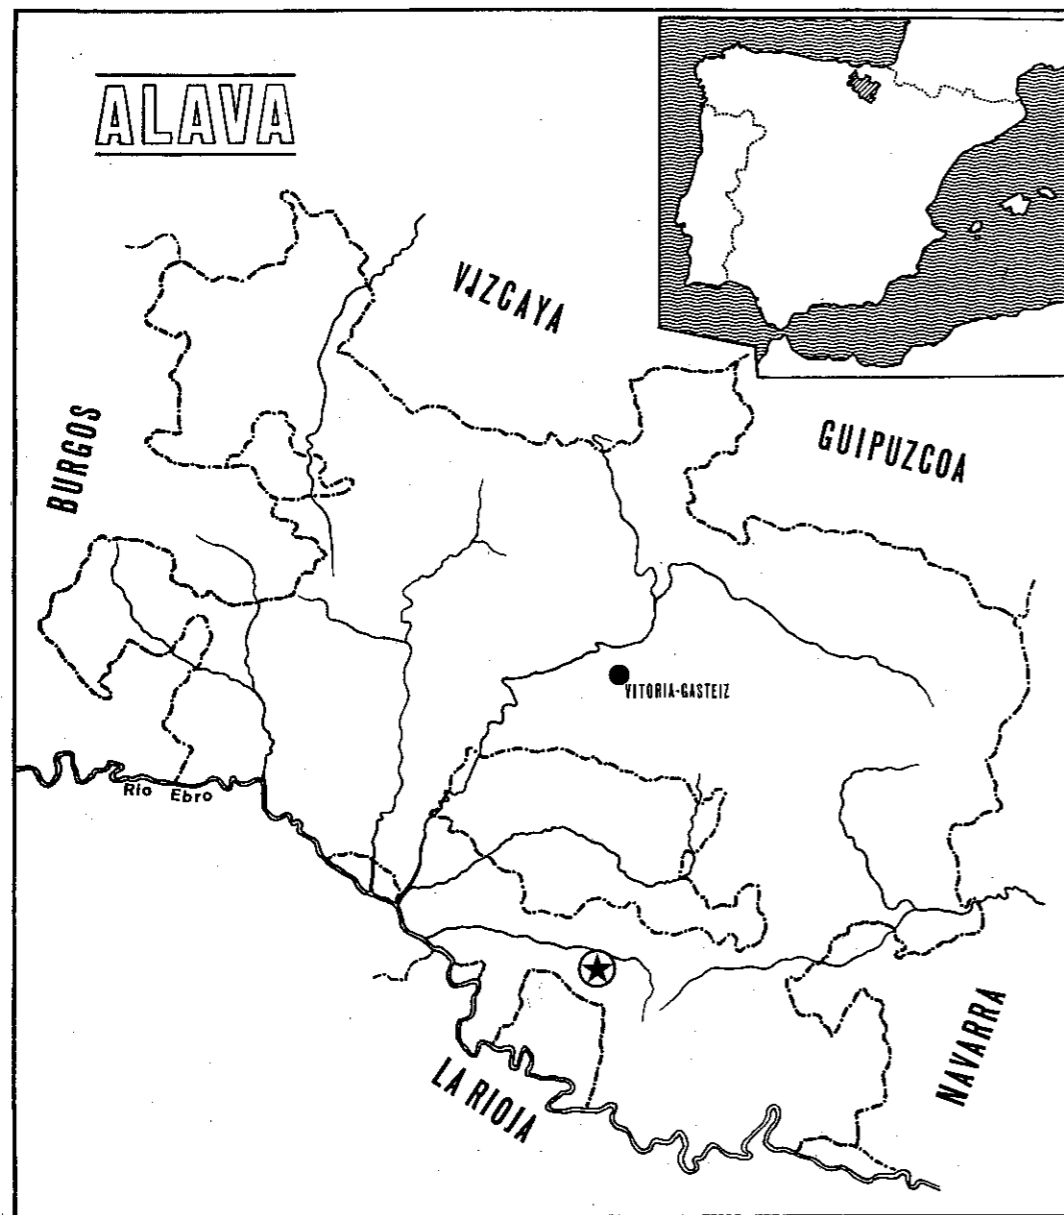 ALAVA
VIZCAYA
GUIPUZCOA
BURGOS
VITORIA-GASTEIZ
Río Ebro
LA RIOJA
NAVARRA